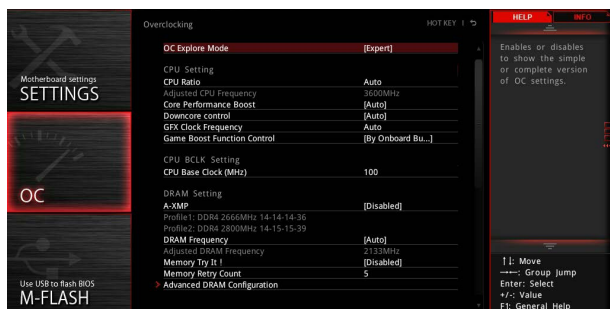 Overclocking
HOT KEY | ↩
HELP
INFO
Motherboard settings
SETTINGS
OC
Use USB to flash BIOS
M-FLASH
OC Explore Mode [Expert]
CPU Setting
CPU Ratio Auto
Adjusted CPU Frequency 3600MHz
Core Performance Boost [Auto]
Downcore control [Auto]
GFX Clock Frequency Auto
Game Boost Function Control [By Onboard Bu...]
CPU BCLK Setting
CPU Base Clock (MHz) 100
DRAM Setting
A-XMP [Disabled]
Profile1: DDR4 2666MHz 14-14-14-36
Profile2: DDR4 2800MHz 14-15-15-39
DRAM Frequency [Auto]
Adjusted DRAM Frequency 2133MHz
Memory Try It ! [Disabled]
Memory Retry Count 5
Advanced DRAM Configuration
Enables or disables
to show the simple
or complete version
of OC settings.
↑↓: Move
→←: Group Jump
Enter: Select
+/-: Value
F1: General Help